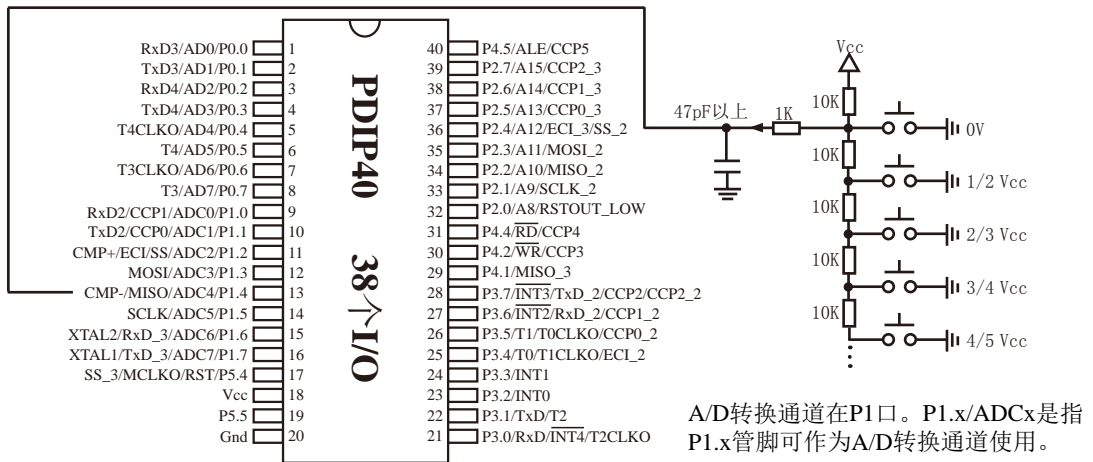 RxD3/AD0/P0.0 1
TxD3/AD1/P0.1 2
RxD4/AD2/P0.2 3
TxD4/AD3/P0.3 4
T4CLKO/AD4/P0.4 5
T4/AD5/P0.5 6
T3CLKO/AD6/P0.6 7
T3/AD7/P0.7 8
RxD2/CCP1/ADC0/P1.0 9
TxD2/CCP0/ADC1/P1.1 10
CMP+/ECI/SS/ADC2/P1.2 11
MOSI/ADC3/P1.3 12
CMP-/MISO/ADC4/P1.4 13
SCLK/ADC5/P1.5 14
XTAL2/RxD_3/ADC6/P1.6 15
XTAL1/TxD_3/ADC7/P1.7 16
SS_3/MCLKO/RST/P5.4 17
Vcc 18
P5.5 19
Gnd 20
PDIP40 38个I/O
40 P4.5/ALE/CCP5
39 P2.7/A15/CCP2_3
38 P2.6/A14/CCP1_3
37 P2.5/A13/CCP0_3
36 P2.4/A12/ECI_3/SS_2
35 P2.3/A11/MOSI_2
34 P2.2/A10/MISO_2
33 P2.1/A9/SCLK_2
32 P2.0/A8/RSTOUT_LOW
31 P4.4/RD/CCP4
30 P4.2/WR/CCP3
29 P4.1/MISO_3
28 P3.7/INT3/TxD_2/CCP2/CCP2_2
27 P3.6/INT2/RxD_2/CCP1_2
26 P3.5/T1/T0CLKO/CCP0_2
25 P3.4/T0/T1CLKO/ECI_2
24 P3.3/INT1
23 P3.2/INT0
22 P3.1/TxD/T2
21 P3.0/RxD/INT4/T2CLKO
47pF以上
1K
Vcc
10K
0V
10K
1/2 Vcc
10K
2/3 Vcc
10K
3/4 Vcc
10K
4/5 Vcc
A/D转换通道在P1口。P1.x/ADCx是指
P1.x管脚可作为A/D转换通道使用。